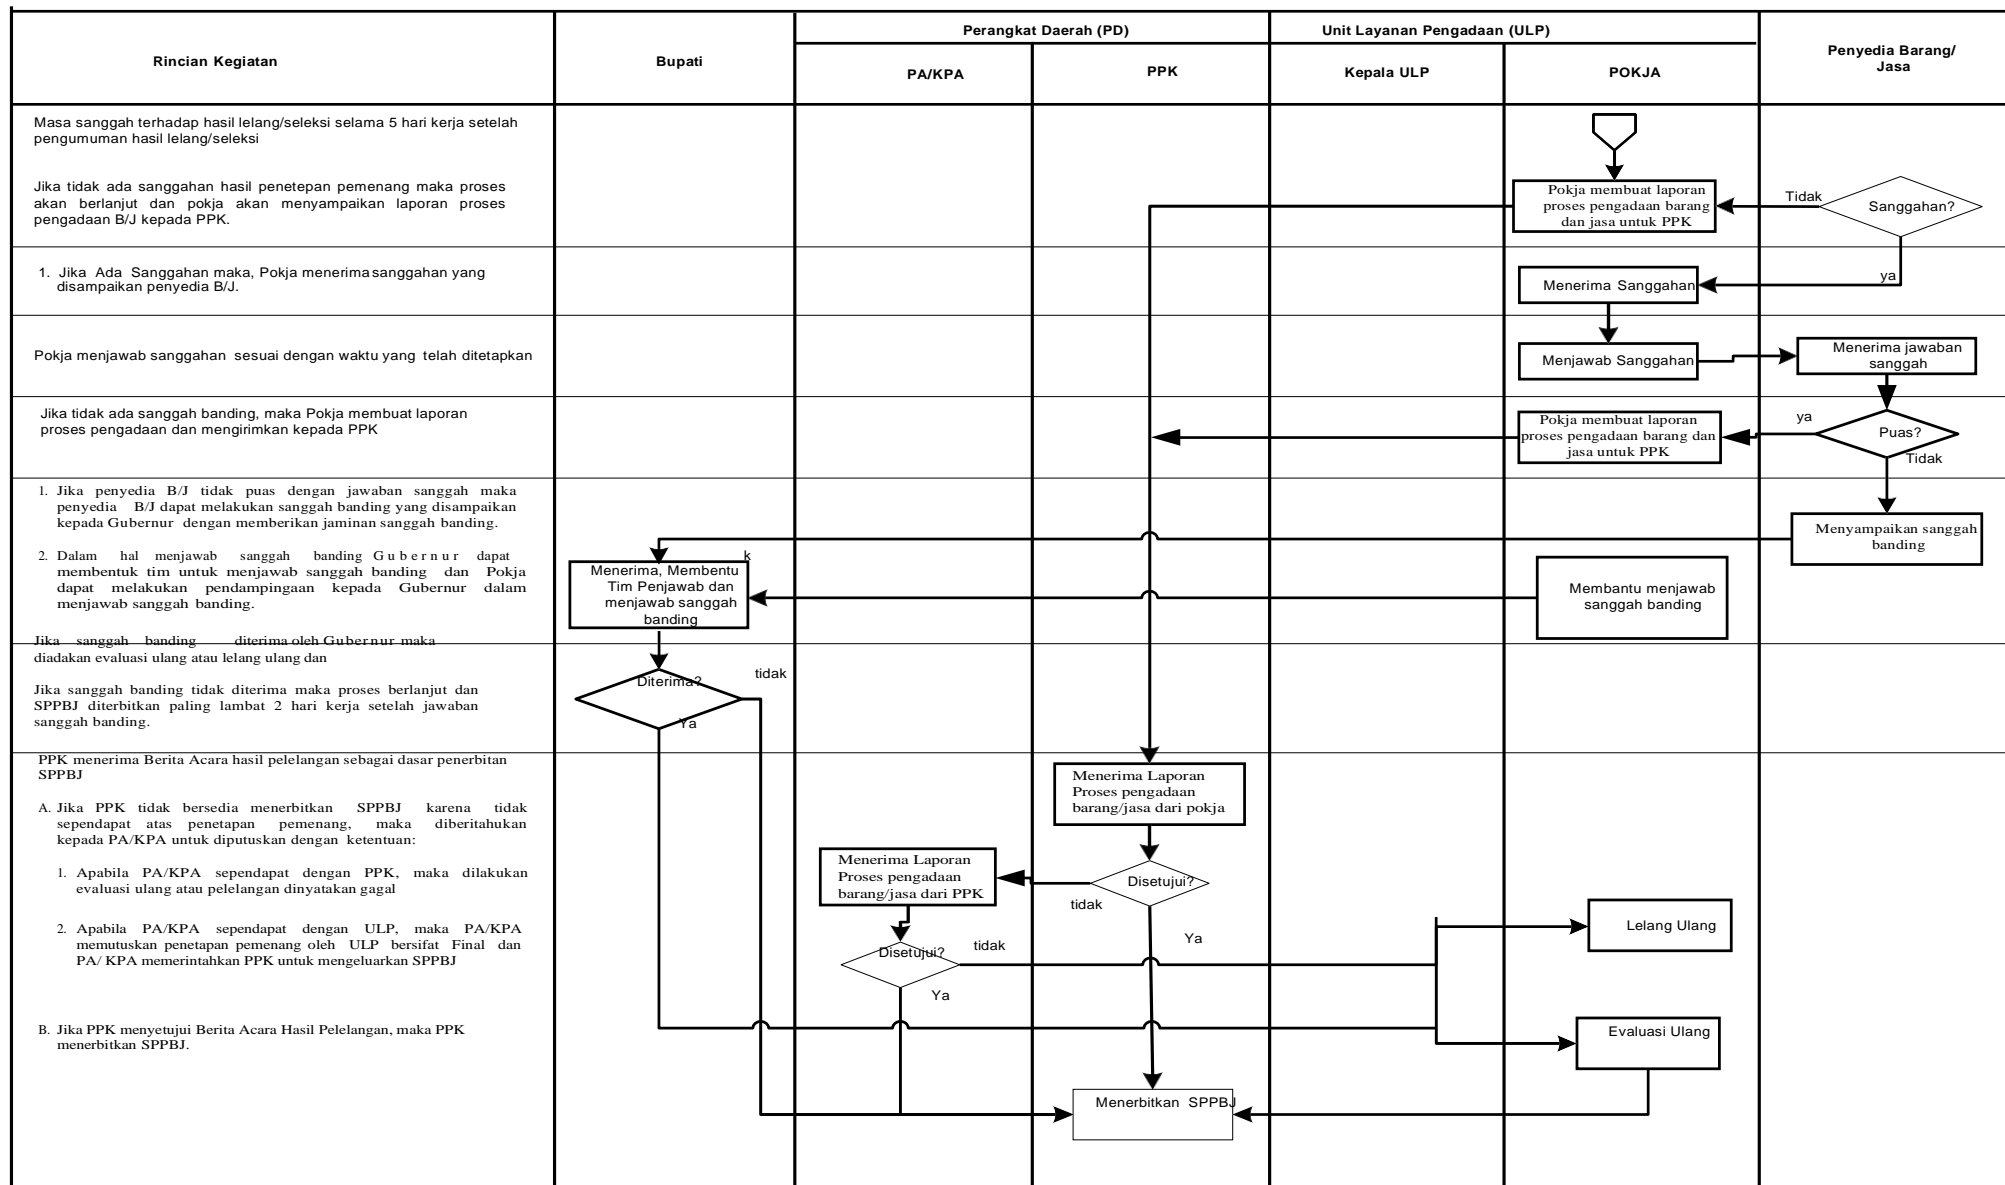 Rincian Kegiatan
Bupati
Perangkat Daerah (PD)
PA/KPA
PPK
Unit Layanan Pengadaan (ULP)
Kepala ULP
POKJA
Penyedia Barang/
Jasa
Masa sanggah terhadap hasil lelang/seleksi selama 5 hari kerja setelah
pengumuman hasil lelang/seleksi
Jika tidak ada sanggahan hasil penetepan pemenang maka proses
akan berlanjut dan pokja akan menyampaikan laporan proses
pengadaan B/J kepada PPK.
Pokja membuat laporan
proses pengadaan barang
dan jasa untuk PPK
Tidak
Sanggahan?
1. Jika Ada Sanggahan maka, Pokja menerima sanggahan yang
disampaikan penyedia B/J.
Menerima Sanggahan
ya
Pokja menjawab sanggahan sesuai dengan waktu yang telah ditetapkan
Menjawab Sanggahan
Menerima jawaban
sanggah
Jika tidak ada sanggah banding, maka Pokja membuat laporan
proses pengadaan dan mengirimkan kepada PPK
Pokja membuat laporan
proses pengadaan barang dan
jasa untuk PPK
ya
Puas?
Tidak
1. Jika penyedia B/J tidak puas dengan jawaban sanggah maka
penyedia B/J dapat melakukan sanggah banding yang disampaikan
kepada Gubernur dengan memberikan jaminan sanggah banding.
2. Dalam hal menjawab sanggah banding Gubernur dapat
membentuk tim untuk menjawab sanggah banding dan Pokja
dapat melakukan pendampingaan kepada Gubernur dalam
menjawab sanggah banding.
k
Menerima, Membentu
Tim Penjawab dan
menjawab sanggah
banding
Membantu menjawab
sanggah banding
Menyampaikan sanggah
banding
Jika sanggah banding diterima oleh Gubernur maka
diadakan evaluasi ulang atau lelang ulang dan
Jika sanggah banding tidak diterima maka proses berlanjut dan
SPPBJ diterbitkan paling lambat 2 hari kerja setelah jawaban
sanggah banding.
Diterima?
tidak
Ya
PPK menerima Berita Acara hasil pelelangan sebagai dasar penerbitan
SPPBJ
A. Jika PPK tidak bersedia menerbitkan SPPBJ karena tidak
sependapat atas penetapan pemenang, maka diberitahukan
kepada PA/KPA untuk diputuskan dengan ketentuan:
1. Apabila PA/KPA sependapat dengan PPK, maka dilakukan
evaluasi ulang atau pelelangan dinyatakan gagal
2. Apabila PA/KPA sependapat dengan ULP, maka PA/KPA
memutuskan penetapan pemenang oleh ULP bersifat Final dan
PA/ KPA memerintahkan PPK untuk mengeluarkan SPPBJ
B. Jika PPK menyetujui Berita Acara Hasil Pelelangan, maka PPK
menerbitkan SPPBJ.
Menerima Laporan
Proses pengadaan
barang/jasa dari pokja
Menerima Laporan
Proses pengadaan
barang/jasa dari PPK
Disetujui?
tidak
Ya
Disetujui?
tidak
Ya
Lelang Ulang
Evaluasi Ulang
Menerbitkan SPPBJ